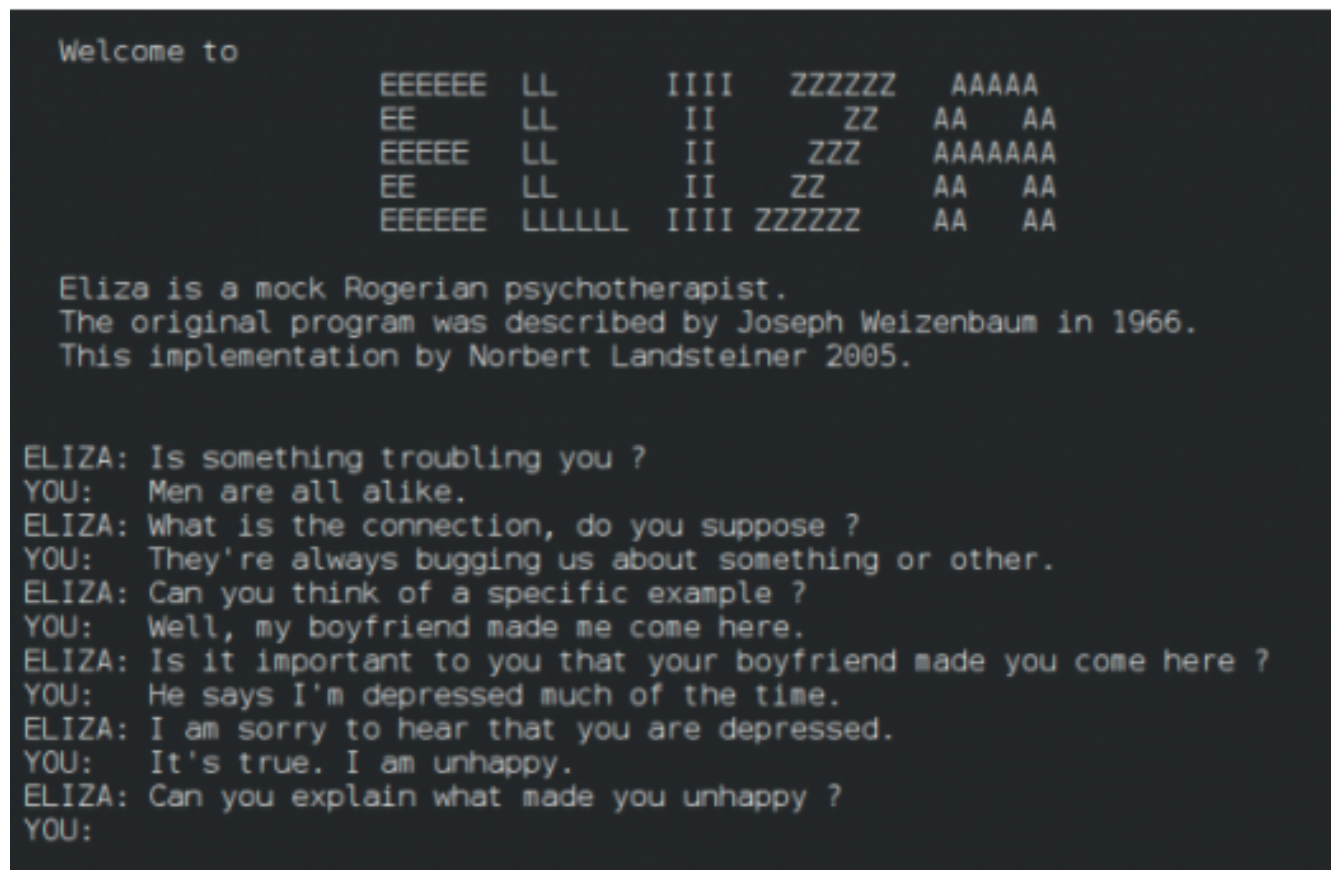 Welcome to
EEEEEE  LL      IIII   ZZZZZZ   AAAAA
EE      LL       II       ZZ   AA   AA
EEEEE   LL       II     ZZZ    AAAAAAA
EE      LL       II    ZZ      AA   AA
EEEEEE  LLLLLL  IIII ZZZZZZ    AA   AA
Eliza is a mock Rogerian psychotherapist.
The original program was described by Joseph Weizenbaum in 1966.
This implementation by Norbert Landsteiner 2005.
ELIZA: Is something troubling you ?
YOU:   Men are all alike.
ELIZA: What is the connection, do you suppose ?
YOU:   They're always bugging us about something or other.
ELIZA: Can you think of a specific example ?
YOU:   Well, my boyfriend made me come here.
ELIZA: Is it important to you that your boyfriend made you come here ?
YOU:   He says I'm depressed much of the time.
ELIZA: I am sorry to hear that you are depressed.
YOU:   It's true. I am unhappy.
ELIZA: Can you explain what made you unhappy ?
YOU: